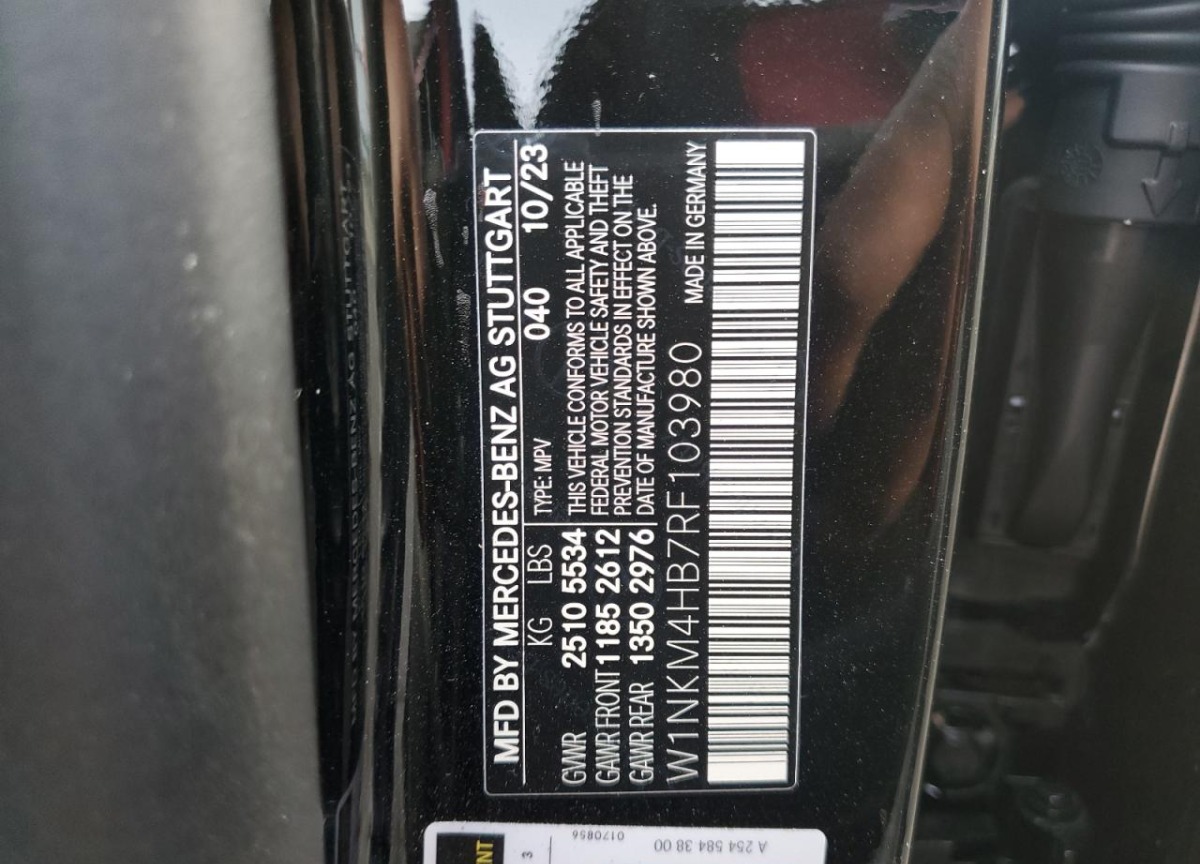 MFD BY MERCEDES-BENZ AG STUTTGART
KG LBS
040 10/23
GVWR 2510 5534
GAWR FRONT 1185 2612
GAWR REAR 1350 2976
TYPE: MPV
THIS VEHICLE CONFORMS TO ALL APPLICABLE
FEDERAL MOTOR VEHICLE SAFETY AND THEFT
PREVENTION STANDARDS IN EFFECT ON THE
DATE OF MANUFACTURE SHOWN ABOVE.
W1NKM4HB7RF103980 MADE IN GERMANY
NT
3
0170856
A 254 584 38 00